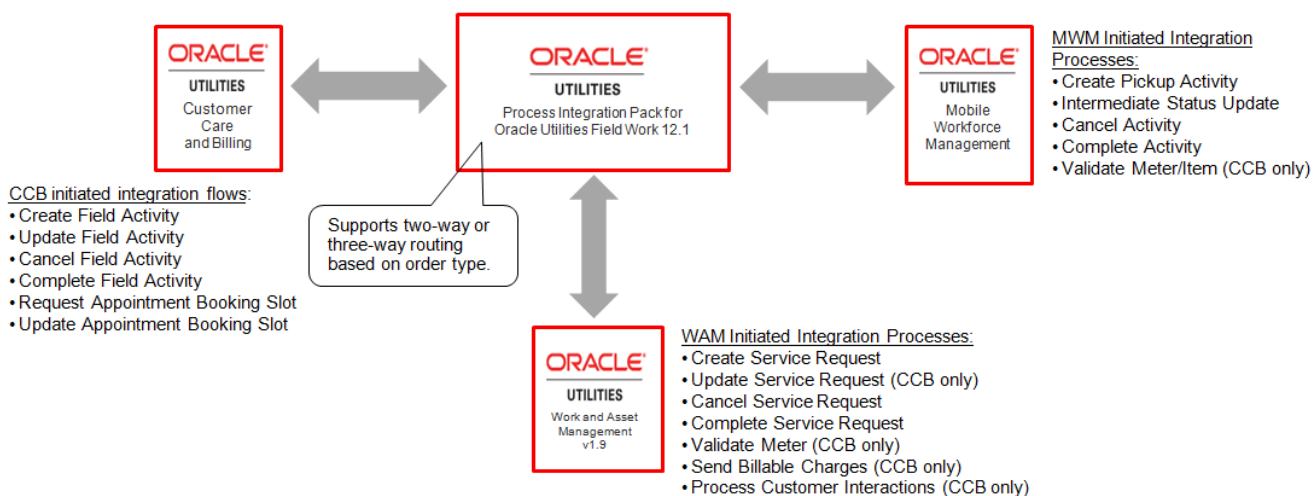 ORACLE®
UTILITIES
Customer
Care
and Billing
ORACLE®
UTILITIES
Process Integration Pack for
Oracle Utilities Field Work 12.1
ORACLE®
UTILITIES
Mobile
Workforce
Management
MWM Initiated Integration
Processes:
• Create Pickup Activity
• Intermediate Status Update
• Cancel Activity
• Complete Activity
• Validate Meter/Item (CCB only)
CCB initiated integration flows:
• Create Field Activity
• Update Field Activity
• Cancel Field Activity
• Complete Field Activity
• Request Appointment Booking Slot
• Update Appointment Booking Slot
Supports two-way or
three-way routing
based on order type.
ORACLE®
UTILITIES
Work and Asset
Management
v1.9
WAM Initiated Integration Processes:
• Create Service Request
• Update Service Request (CCB only)
• Cancel Service Request
• Complete Service Request
• Validate Meter (CCB only)
• Send Billable Charges (CCB only)
• Process Customer Interactions (CCB only)